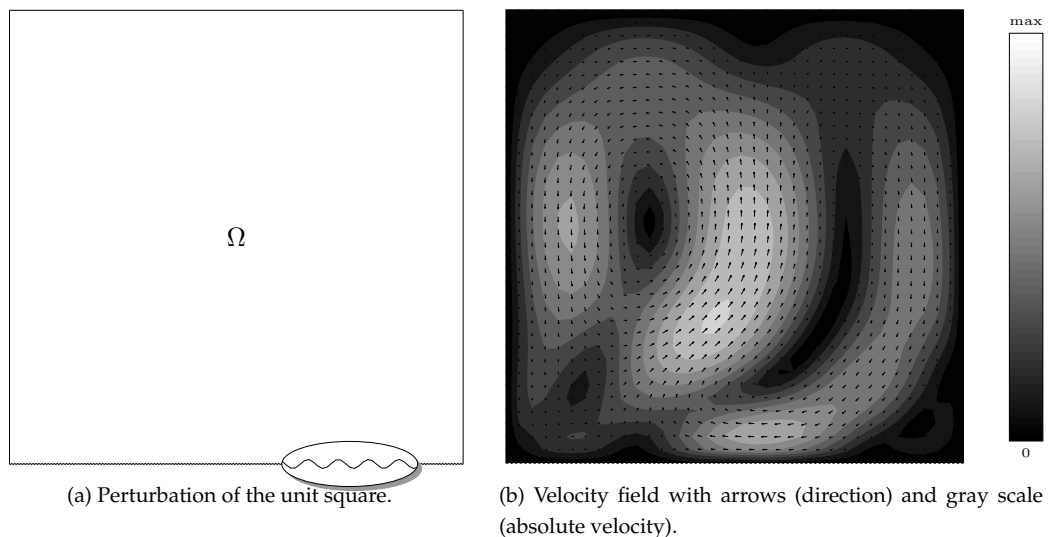 Ω
(a) Perturbation of the unit square.
max
0
(b) Velocity field with arrows (direction) and gray scale
(absolute velocity).